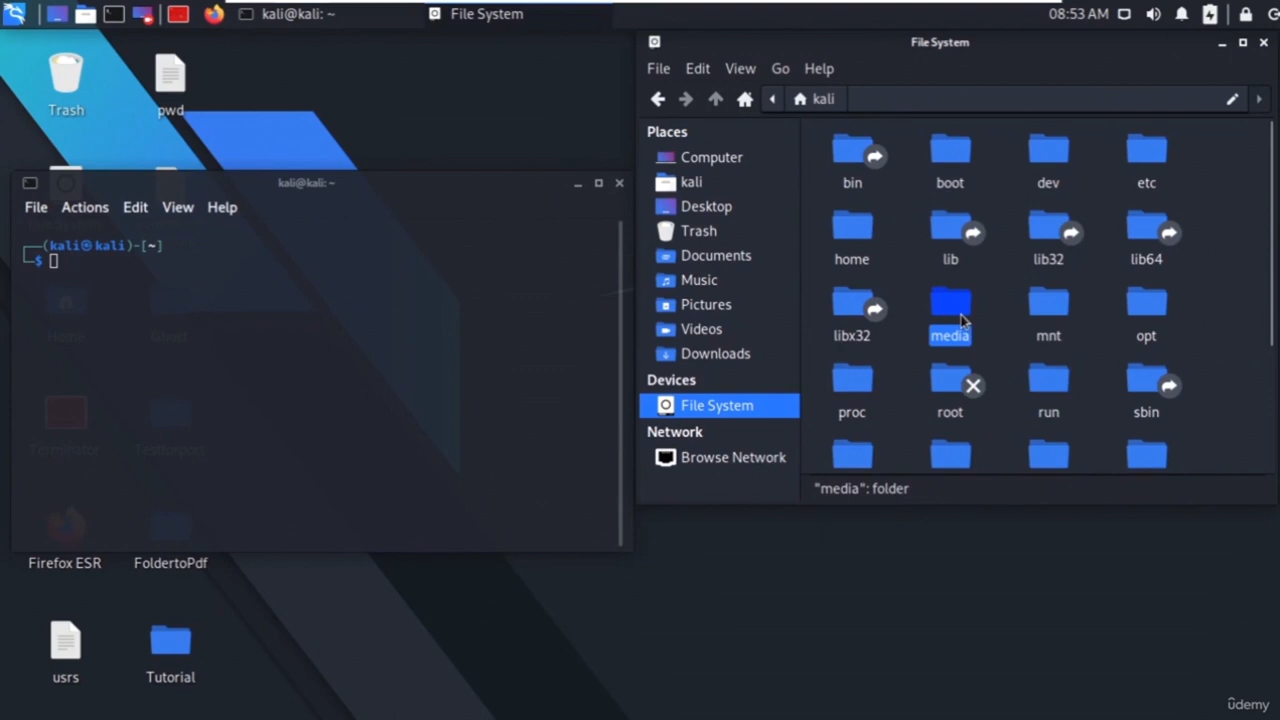 kali@kali: ~
File System
08:53 AM
Trash
pwd
kali@kali: ~
File Actions Edit View Help
(kali㉿kali)-[~]
$
Home
Ghost
Terminator
Firefox ESR
FoldertoPdf
usrs
Tutorial
File System
File Edit View Go Help
kali
Places
Computer
kali
Desktop
Trash
Documents
Music
Pictures
Videos
Downloads
Devices
File System
Network
Browse Network
bin boot dev etc
home lib lib32 lib64
libx32 media mnt opt
proc root run sbin
"media": folder
ûdemy